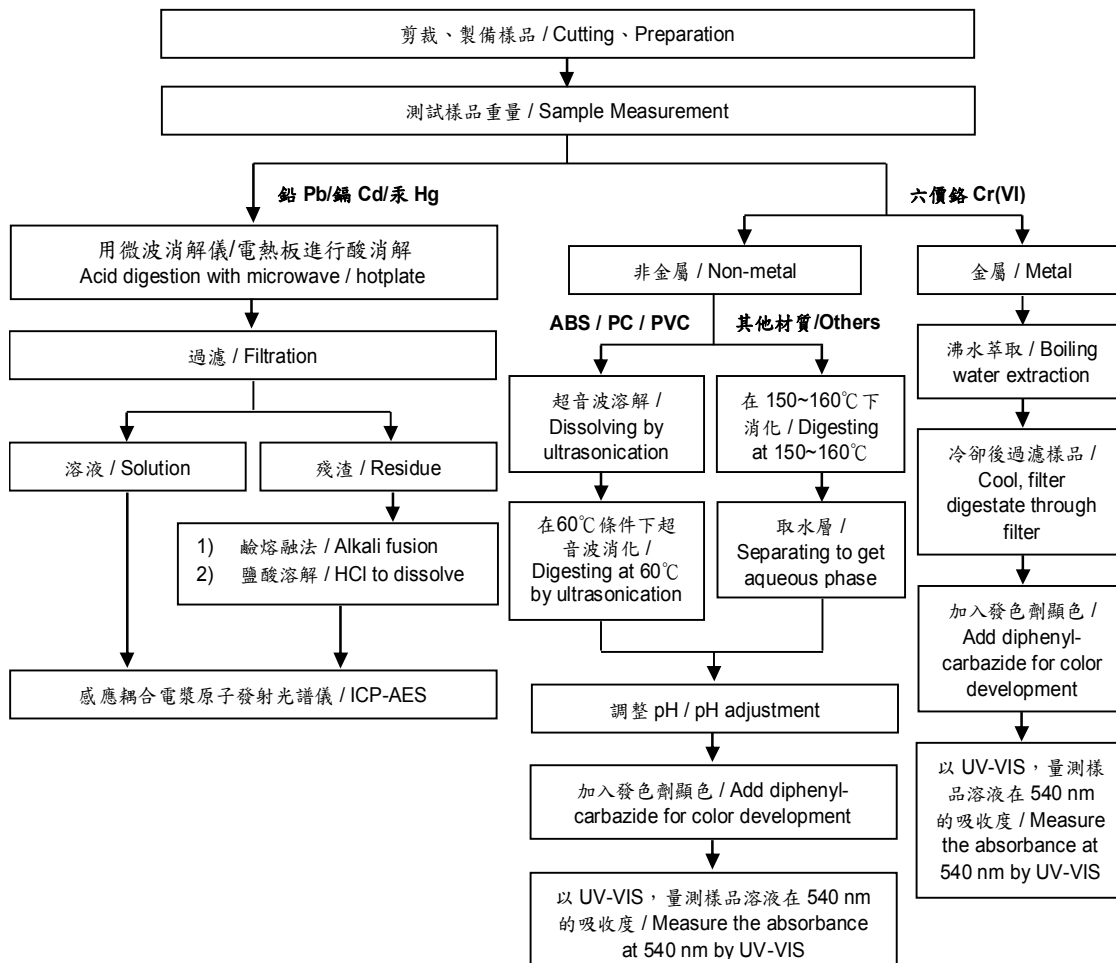 剪裁、製備樣品 / Cutting、Preparation
測試樣品重量 / Sample Measurement
鉛 Pb/鎘 Cd/汞 Hg
用微波消解儀/電熱板進行酸消解
Acid digestion with microwave / hotplate
過濾 / Filtration
溶液 / Solution
殘渣 / Residue
1) 鹼熔融法 / Alkali fusion
2) 鹽酸溶解 / HCl to dissolve
感應耦合電漿原子發射光譜儀 / ICP-AES
六價鉻 Cr(VI)
非金屬 / Non-metal
ABS / PC / PVC
超音波溶解 /
Dissolving by
ultrasonication
在60℃條件下超
音波消化 /
Digesting at 60℃
by ultrasonication
其他材質/Others
在 150~160℃下
消化 / Digesting
at 150~160℃
取水層 /
Separating to get
aqueous phase
調整 pH / pH adjustment
加入發色劑顯色 / Add diphenyl-
carbazide for color development
以 UV-VIS，量測樣品溶液在 540 nm
的吸收度 / Measure the absorbance
at 540 nm by UV-VIS
金屬 / Metal
沸水萃取 / Boiling
water extraction
冷卻後過濾樣品 /
Cool, filter
digestate through
filter
加入發色劑顯色 /
Add diphenyl-
carbazide for color
development
以 UV-VIS，量測樣
品溶液在 540 nm
的吸收度 / Measure
the absorbance at
540 nm by UV-VIS